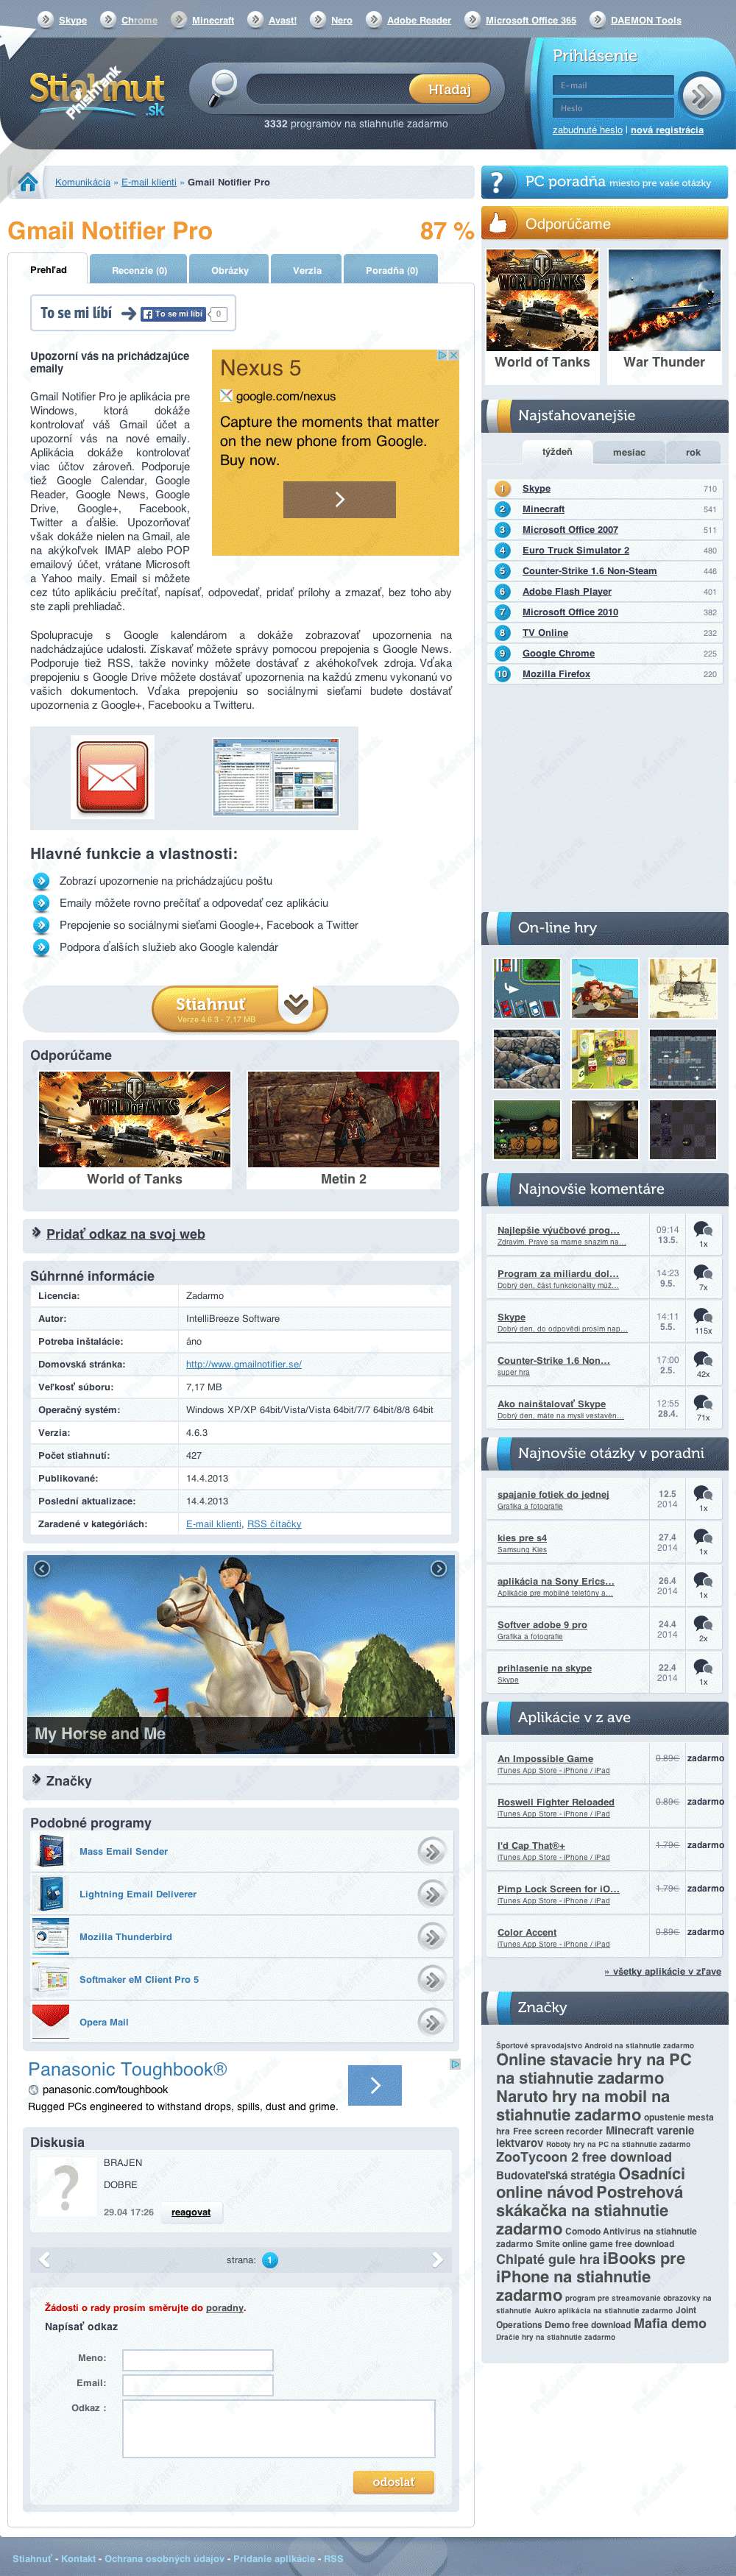 Skype Chrome Minecraft Avast! Nero Adobe Reader Microsoft Office 365 DAEMON Tools
Stiahnut.sk
PhishTank
Hľadaj
3332 programov na stiahnutie zadarmo
Prihlásenie
E-mail
Heslo
zabudnuté heslo | nová registrácia
Komunikácia » E-mail klienti » Gmail Notifier Pro
PC poradňa miesto pre vaše otázky
Gmail Notifier Pro 87 %
Prehľad Recenzie (0) Obrázky Verzia Poradňa (0)
To se mi líbí To se mi líbí 0
Upozorní vás na prichádzajúce
emaily
Gmail Notifier Pro je aplikácia pre
Windows, ktorá dokáže
kontrolovať váš Gmail účet a
upozorní vás na nové emaily.
Aplikácia dokáže kontrolovať
viac účtov zároveň. Podporuje
tiež Google Calendar, Google
Reader, Google News, Google
Drive, Google+, Facebook,
Twitter a ďalšie. Upozorňovať
však dokáže nielen na Gmail, ale
na akýkoľvek IMAP alebo POP
emailový účet, vrátane Microsoft
a Yahoo maily. Email si môžete
cez túto aplikáciu prečítať, napísať, odpovedať, pridať prílohy a zmazať, bez toho aby
ste zapli prehliadač.
Nexus 5
google.com/nexus
Capture the moments that matter
on the new phone from Google.
Buy now.
Spolupracuje s Google kalendárom a dokáže zobrazovať upozornenia na
nadchádzajúce udalosti. Získavať môžete správy pomocou prepojenia s Google News.
Podporuje tiež RSS, takže novinky môžete dostávať z akéhokoľvek zdroja. Vďaka
prepojeniu s Google Drive môžete dostávať upozornenia na každú zmenu vykonanú vo
vašich dokumentoch. Vďaka prepojeniu so sociálnymi sieťami budete dostávať
upozornenia z Google+, Facebooku a Twitteru.
Hlavné funkcie a vlastnosti:
Zobrazí upozornenie na prichádzajúcu poštu
Emaily môžete rovno prečítať a odpovedať cez aplikáciu
Prepojenie so sociálnymi sieťami Google+, Facebook a Twitter
Podpora ďalších služieb ako Google kalendár
Stiahnuť
Verze 4.6.3 - 7,17 MB
Odporúčame
WORLD OF TANKS
World of Tanks Metin 2
Pridať odkaz na svoj web
Súhrnné informácie
Licencia: Zadarmo
Autor: IntelliBreeze Software
Potreba inštalácie: áno
Domovská stránka: http://www.gmailnotifier.se/
Veľkosť súboru: 7,17 MB
Operačný systém: Windows XP/XP 64bit/Vista/Vista 64bit/7/7 64bit/8/8 64bit
Verzia: 4.6.3
Počet stiahnutí: 427
Publikované: 14.4.2013
Poslední aktualizace: 14.4.2013
Zaradené v kategóriách: E-mail klienti, RSS čítačky
My Horse and Me
Značky
Podobné programy
Mass Email Sender
Lightning Email Deliverer
Mozilla Thunderbird
Softmaker eM Client Pro 5
Opera Mail
Panasonic Toughbook®
panasonic.com/toughbook
Rugged PCs engineered to withstand drops, spills, dust and grime.
Diskusia
?
BRAJEN
DOBRE
29.04 17:26 reagovat
strana: 1
Žádosti o rady prosím směrujte do poradny.
Napísať odkaz
Meno:
Email:
Odkaz :
odoslať
Odporúčame
WORLD OF TANKS
World of Tanks War Thunder
Najsťahovanejšie
týždeň mesiac rok
1 Skype 710
2 Minecraft 541
3 Microsoft Office 2007 511
4 Euro Truck Simulator 2 480
5 Counter-Strike 1.6 Non-Steam 446
6 Adobe Flash Player 401
7 Microsoft Office 2010 382
8 TV Online 232
9 Google Chrome 225
10 Mozilla Firefox 220
On-line hry
Najnovšie komentáre
Najlepšie výučbové prog... 09:14
Zdravim, Prave sa marne snazim na... 13.5. 1x
Program za miliardu dol... 14:23
Dobrý den, část funkcionality můž... 9.5. 7x
Skype 14:11
Dobrý den, do odpovědi prosím nap... 5.5. 115x
Counter-Strike 1.6 Non... 17:00
super hra 2.5. 42x
Ako nainštalovať Skype 12:55
Dobrý den, máte na mysli vestavěn... 28.4. 71x
Najnovšie otázky v poradni
spajanie fotiek do jednej 12.5
Grafika a fotografie 2014 1x
kies pre s4 27.4
Samsung Kies 2014 1x
aplikácia na Sony Erics... 26.4
Aplikácie pre mobilné telefóny a... 2014 1x
Softver adobe 9 pro 24.4
Grafika a fotografie 2014 2x
prihlasenie na skype 22.4
Skype 2014 1x
Aplikácie v z ave
An Impossible Game 0.89€ zadarmo
iTunes App Store - iPhone / iPad
Roswell Fighter Reloaded 0.89€ zadarmo
iTunes App Store - iPhone / iPad
I'd Cap That®+ 1.79€ zadarmo
iTunes App Store - iPhone / iPad
Pimp Lock Screen for iO... 1.79€ zadarmo
iTunes App Store - iPhone / iPad
Color Accent 0.89€ zadarmo
iTunes App Store - iPhone / iPad
» všetky aplikácie v zľave
Značky
Športové spravodajstvo Android na stiahnutie zadarmo
Online stavacie hry na PC
na stiahnutie zadarmo
Naruto hry na mobil na
stiahnutie zadarmo opustenie mesta
hra Free screen recorder Minecraft varenie
lektvarov Roboty hry na PC na stiahnutie zadarmo
ZooTycoon 2 free download
Budovateľská stratégia Osadníci
online návod Postrehová
skákačka na stiahnutie
zadarmo Comodo Antivirus na stiahnutie
zadarmo Smite online game free download
Chlpaté gule hra iBooks pre
iPhone na stiahnutie
zadarmo program pre streamovanie obrazovky na
stiahnutie Aukro aplikácia na stiahnutie zadarmo Joint
Operations Demo free download Mafia demo
Dračie hry na stiahnutie zadarmo
Stiahnuť - Kontakt - Ochrana osobných údajov - Pridanie aplikácie - RSS